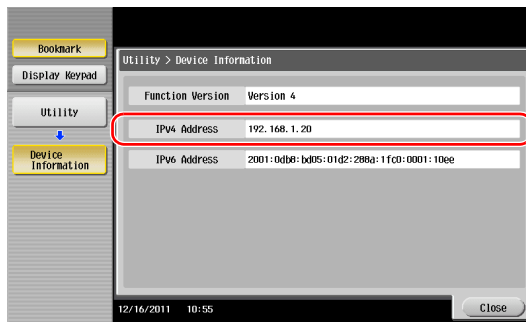 Bookmark
Display Keypad
Utility
Device
Information
Utility > Device Information
Function Version Version 4
IPv4 Address 192.168.1.20
IPv6 Address 2001:0db8:bd05:01d2:288a:1fc0:0001:10ee
12/16/2011 10:55
Close